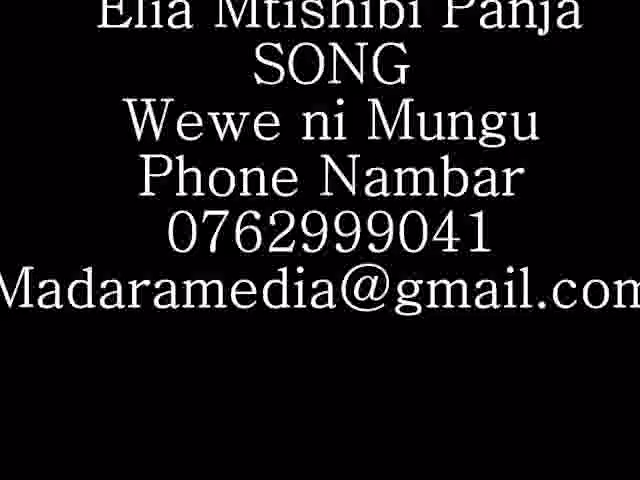 Elia Mtishibi Panja
SONG
Wewe ni Mungu
Phone Nambar
0762999041
Madaramedia@gmail.com